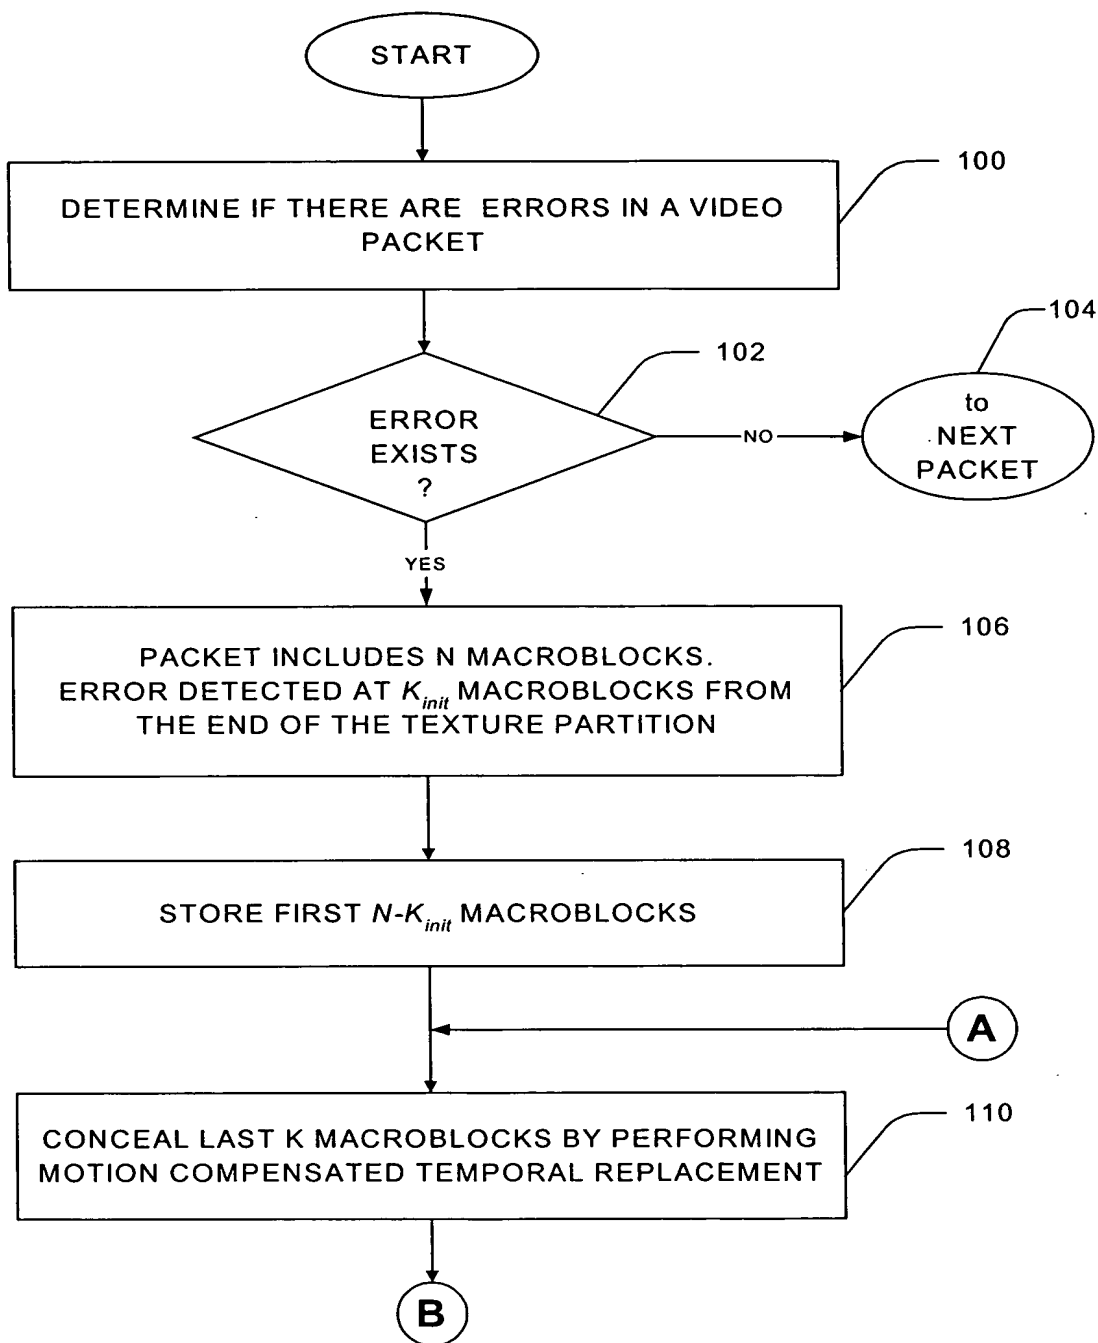 START
100
DETERMINE IF THERE ARE ERRORS IN A VIDEO
PACKET
102
104
ERROR
EXISTS
?
NO
to
NEXT
PACKET
YES
106
PACKET INCLUDES N MACROBLOCKS.
ERROR DETECTED AT K_init MACROBLOCKS FROM
THE END OF THE TEXTURE PARTITION
108
STORE FIRST N-K_init MACROBLOCKS
A
110
CONCEAL LAST K MACROBLOCKS BY PERFORMING
MOTION COMPENSATED TEMPORAL REPLACEMENT
B